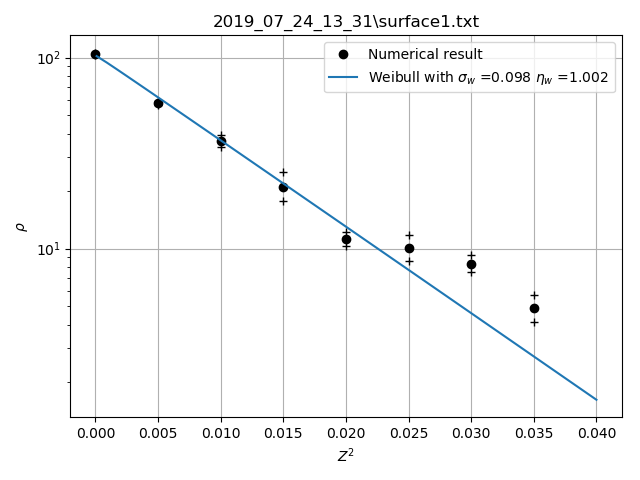 2019_07_24_13_31\surface1.txt
Numerical result
Weibull with σw =0.098 ηw =1.002
10²
ρ
10¹
0.000 0.005 0.010 0.015 0.020 0.025 0.030 0.035 0.040
Z²